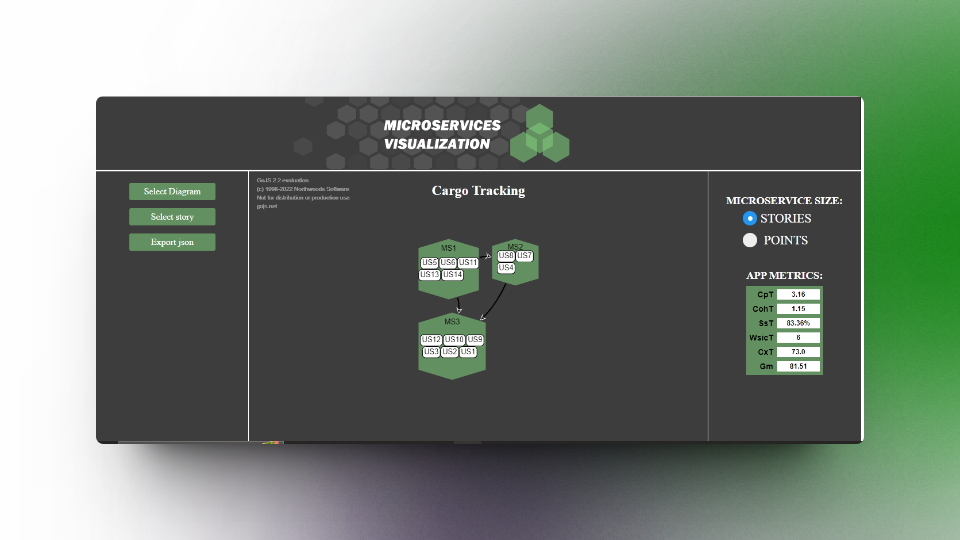 MICROSERVICES
VISUALIZATION
Select Diagram
Select story
Export json
GoJS 2.2 evaluation
(c) 1998-2022 Northwoods Software
Not for distribution or production use
gojs.net
Cargo Tracking
MS1
US5 US6 US11
US13 US14
MS2
US8 US7
US4
MS3
US12 US10 US9
US3 US2 US1
MICROSERVICE SIZE:
STORIES
POINTS
APP METRICS:
CpT 3.16
CohT 1.15
SsT 83.36%
WsicT 6
CxT 73.0
Gm 81.51